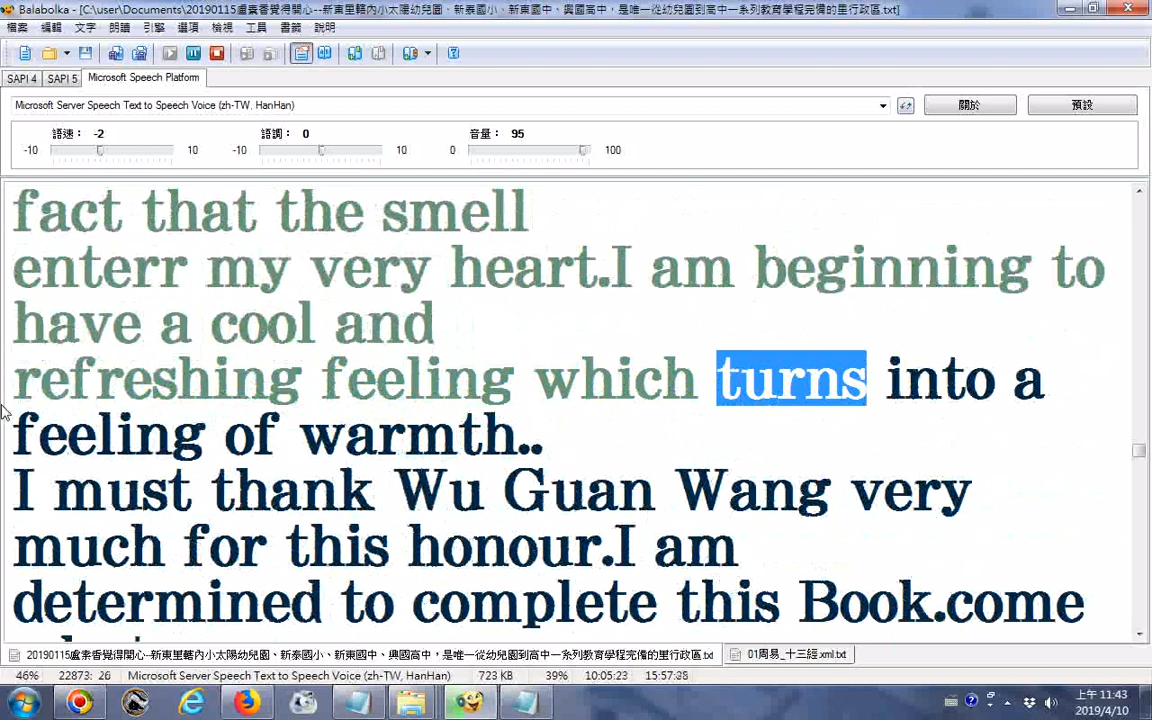 Balabolka - [C:\user\Documents\20190115盧素香覺得開心--新東里轄內小太陽幼兒園、新泰國小、新東國中、興國高中，是唯一從幼兒園到高中一系列教育學程完備的里行政區.txt]
檔案 編輯 文字 朗讀 引擎 選項 檢視 工具 書籤 說明
SAPI 4 SAPI 5 Microsoft Speech Platform
Microsoft Server Speech Text to Speech Voice (zh-TW, HanHan) 關於 預設
語速： -2 語調： 0 音量： 95
-10 10 -10 10 0 100
fact that the smell
enterr my very heart.I am beginning to
have a cool and
refreshing feeling which turns into a
feeling of warmth..
I must thank Wu Guan Wang very
much for this honour.I am
determined to complete this Book.come
20190115盧素香覺得開心--新東里轄內小太陽幼兒園、新泰國小、新東國中、興國高中，是唯一從幼兒園到高中一系列教育學程完備的里行政區.txt 01周易_十三經.xml.txt
46% 22873: 26 Microsoft Server Speech Text to Speech Voice (zh-TW, HanHan) 723 KB 39% 10:05:23 15:57:38
上午 11:43
2019/4/10